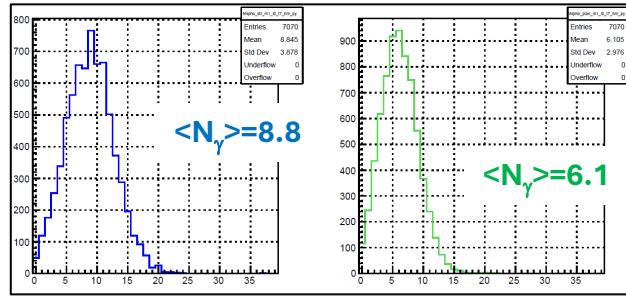 Entries 7070
Mean 8.845
Std Dev 3.878
Underflow 0
Overflow 0
800
700
600
500
400
300
200
100
0
0 5 10 15 20 25 30 35
<Nγ>=8.8
Entries 7070
Mean 6.105
Std Dev 2.976
Underflow 0
Overflow 0
900
800
700
600
500
400
300
200
100
0
0 5 10 15 20 25 30 35
<Nγ>=6.1